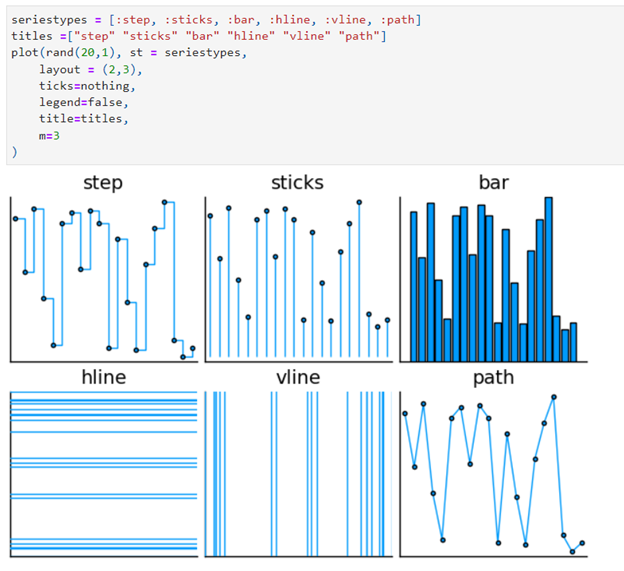 seriestypes = [:step, :sticks, :bar, :hline, :vline, :path]
titles =["step" "sticks" "bar" "hline" "vline" "path"]
plot(rand(20,1), st = seriestypes,
    layout = (2,3),
    ticks=nothing,
    legend=false,
    title=titles,
    m=3
)
step sticks bar
hline vline path